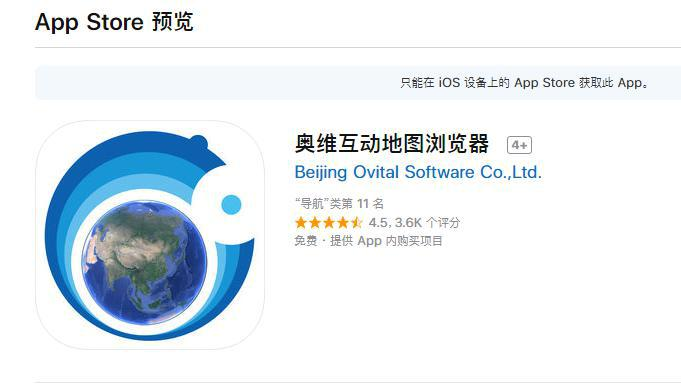 App Store 预览
只能在 iOS 设备上的 App Store 获取此 App。
奥维互动地图浏览器 4+
Beijing Ovital Software Co.,Ltd.
“导航”类第 11 名
4.5, 3.6K 个评分
免费 · 提供 App 内购买项目